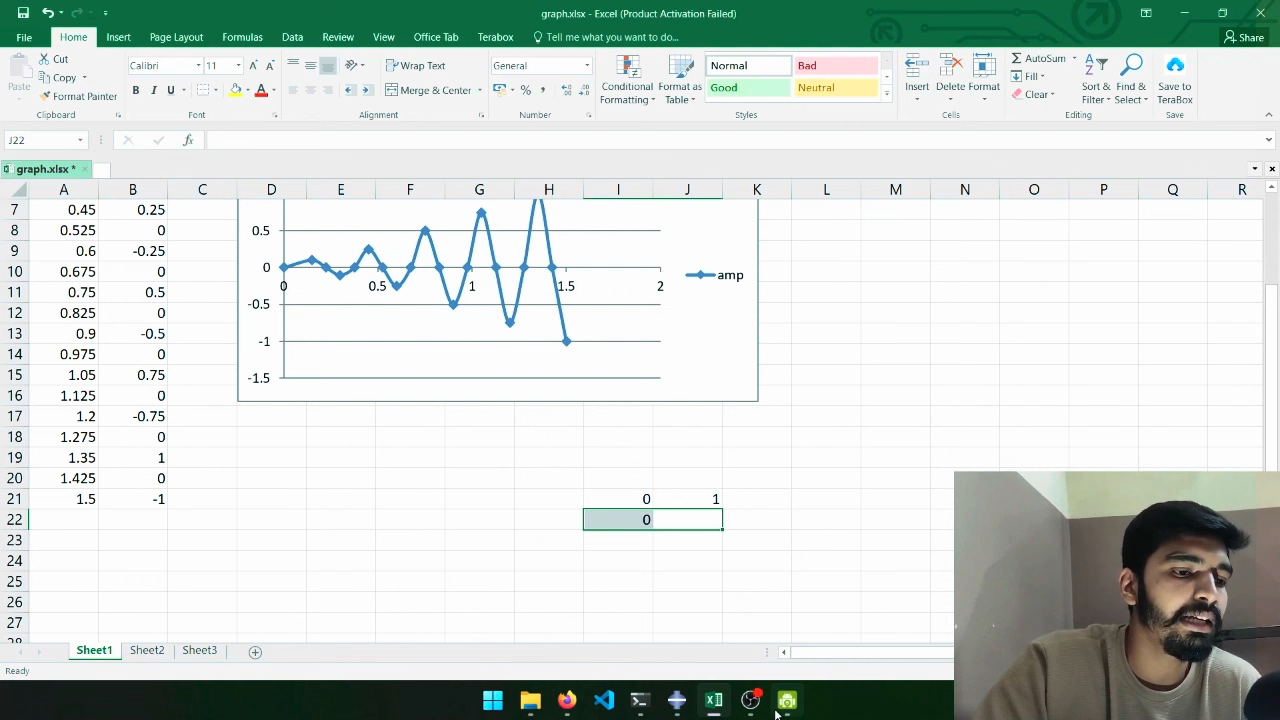 graph.xlsx - Excel (Product Activation Failed)
File Home Insert Page Layout Formulas Data Review View Office Tab Terabox Tell me what you want to do... Share
Paste
Cut
Copy
Format Painter
Clipboard
Calibri 11
B I U
Font
Wrap Text
Merge & Center
Alignment
General
%
Number
Conditional Formatting
Format as Table
Normal Bad
Good Neutral
Styles
Insert Delete Format
Cells
AutoSum
Fill
Clear
Sort & Filter
Find & Select
Editing
Save to TeraBox
Save
J22 fx
graph.xlsx *
A B C D E F G H I J K L M N O P Q R
7 0.45 0.25
8 0.525 0
9 0.6 -0.25
10 0.675 0
11 0.75 0.5
12 0.825 0
13 0.9 -0.5
14 0.975 0
15 1.05 0.75
16 1.125 0
17 1.2 -0.75
18 1.275 0
19 1.35 1
20 1.425 0
21 1.5 -1 0 1
22 0
23
24
25
26
27
28
0.5
0
-0.5
-1
-1.5
0 0.5 1 1.5 2
amp
Sheet1 Sheet2 Sheet3
Ready